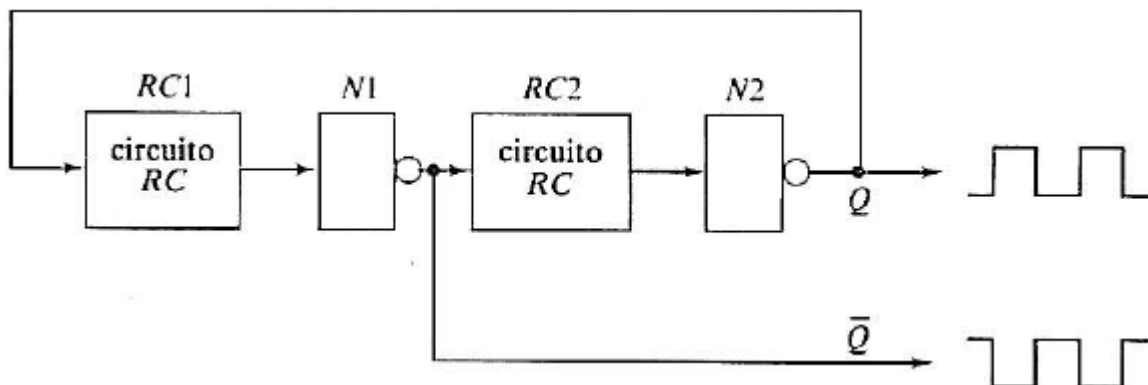 RC1
N1
RC2
N2
circuito
RC
circuito
RC
Q
Q̅